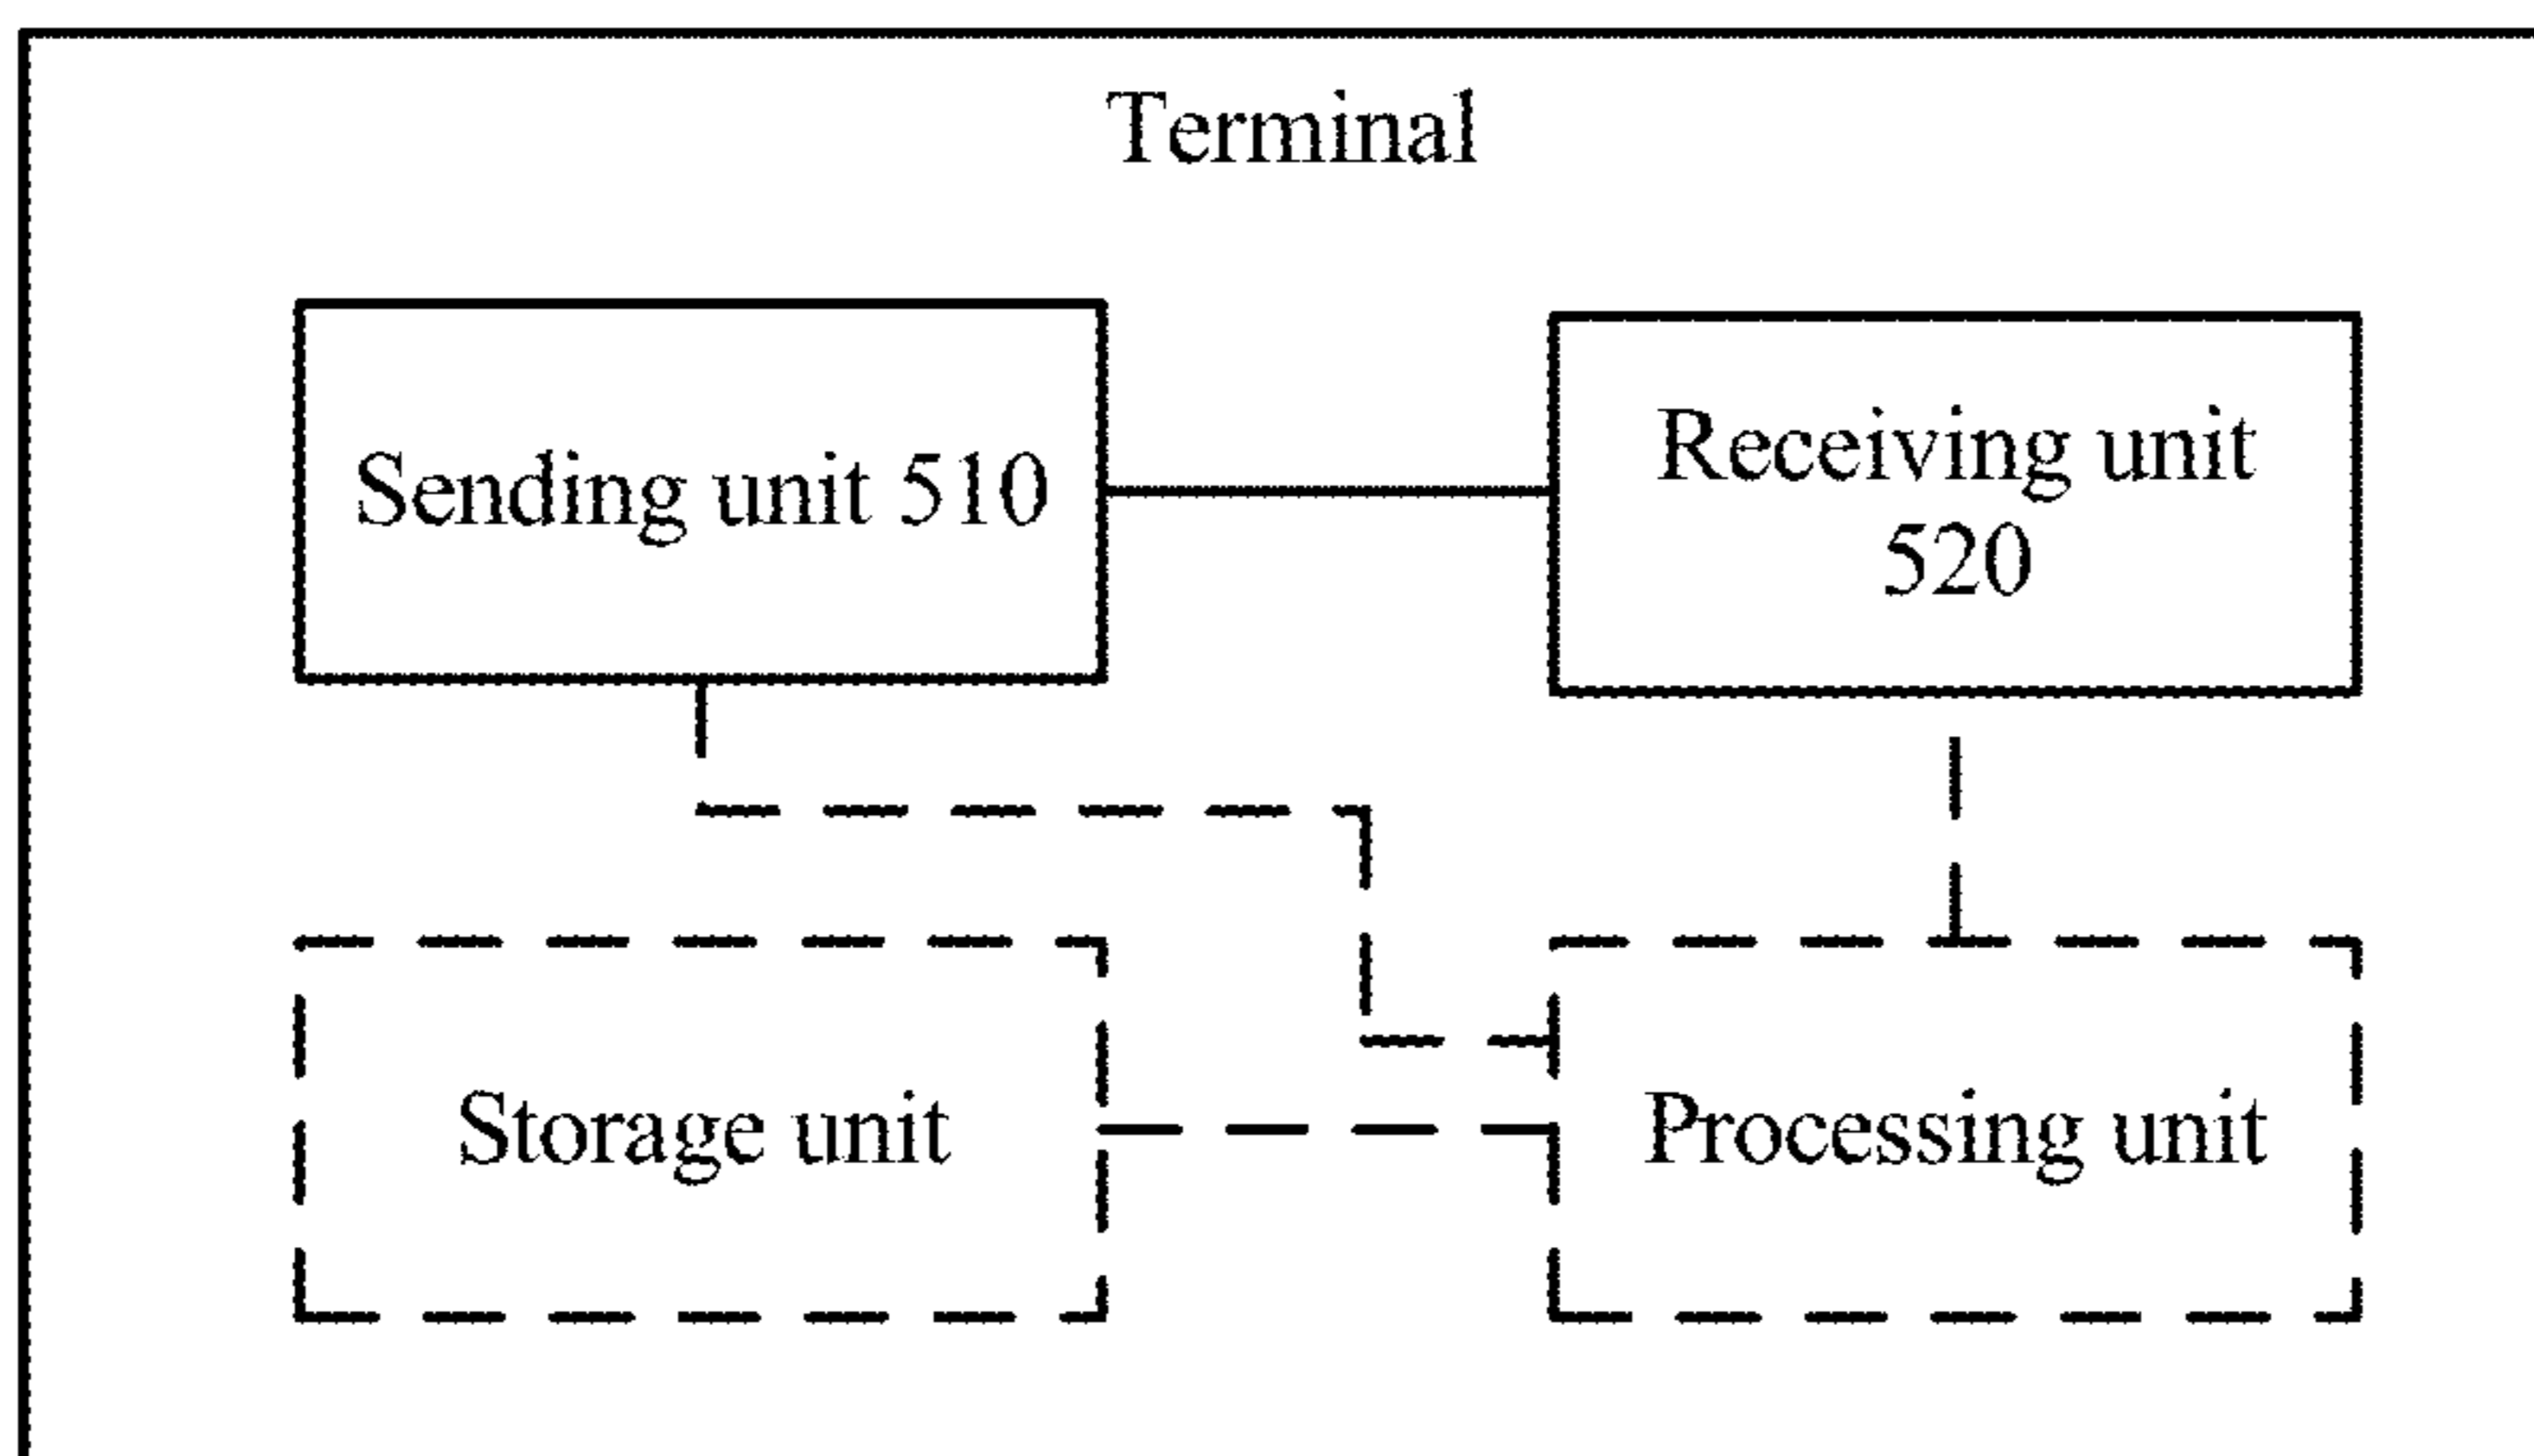 Terminal
Sending unit 510
Receiving unit
520
Storage unit
Processing unit